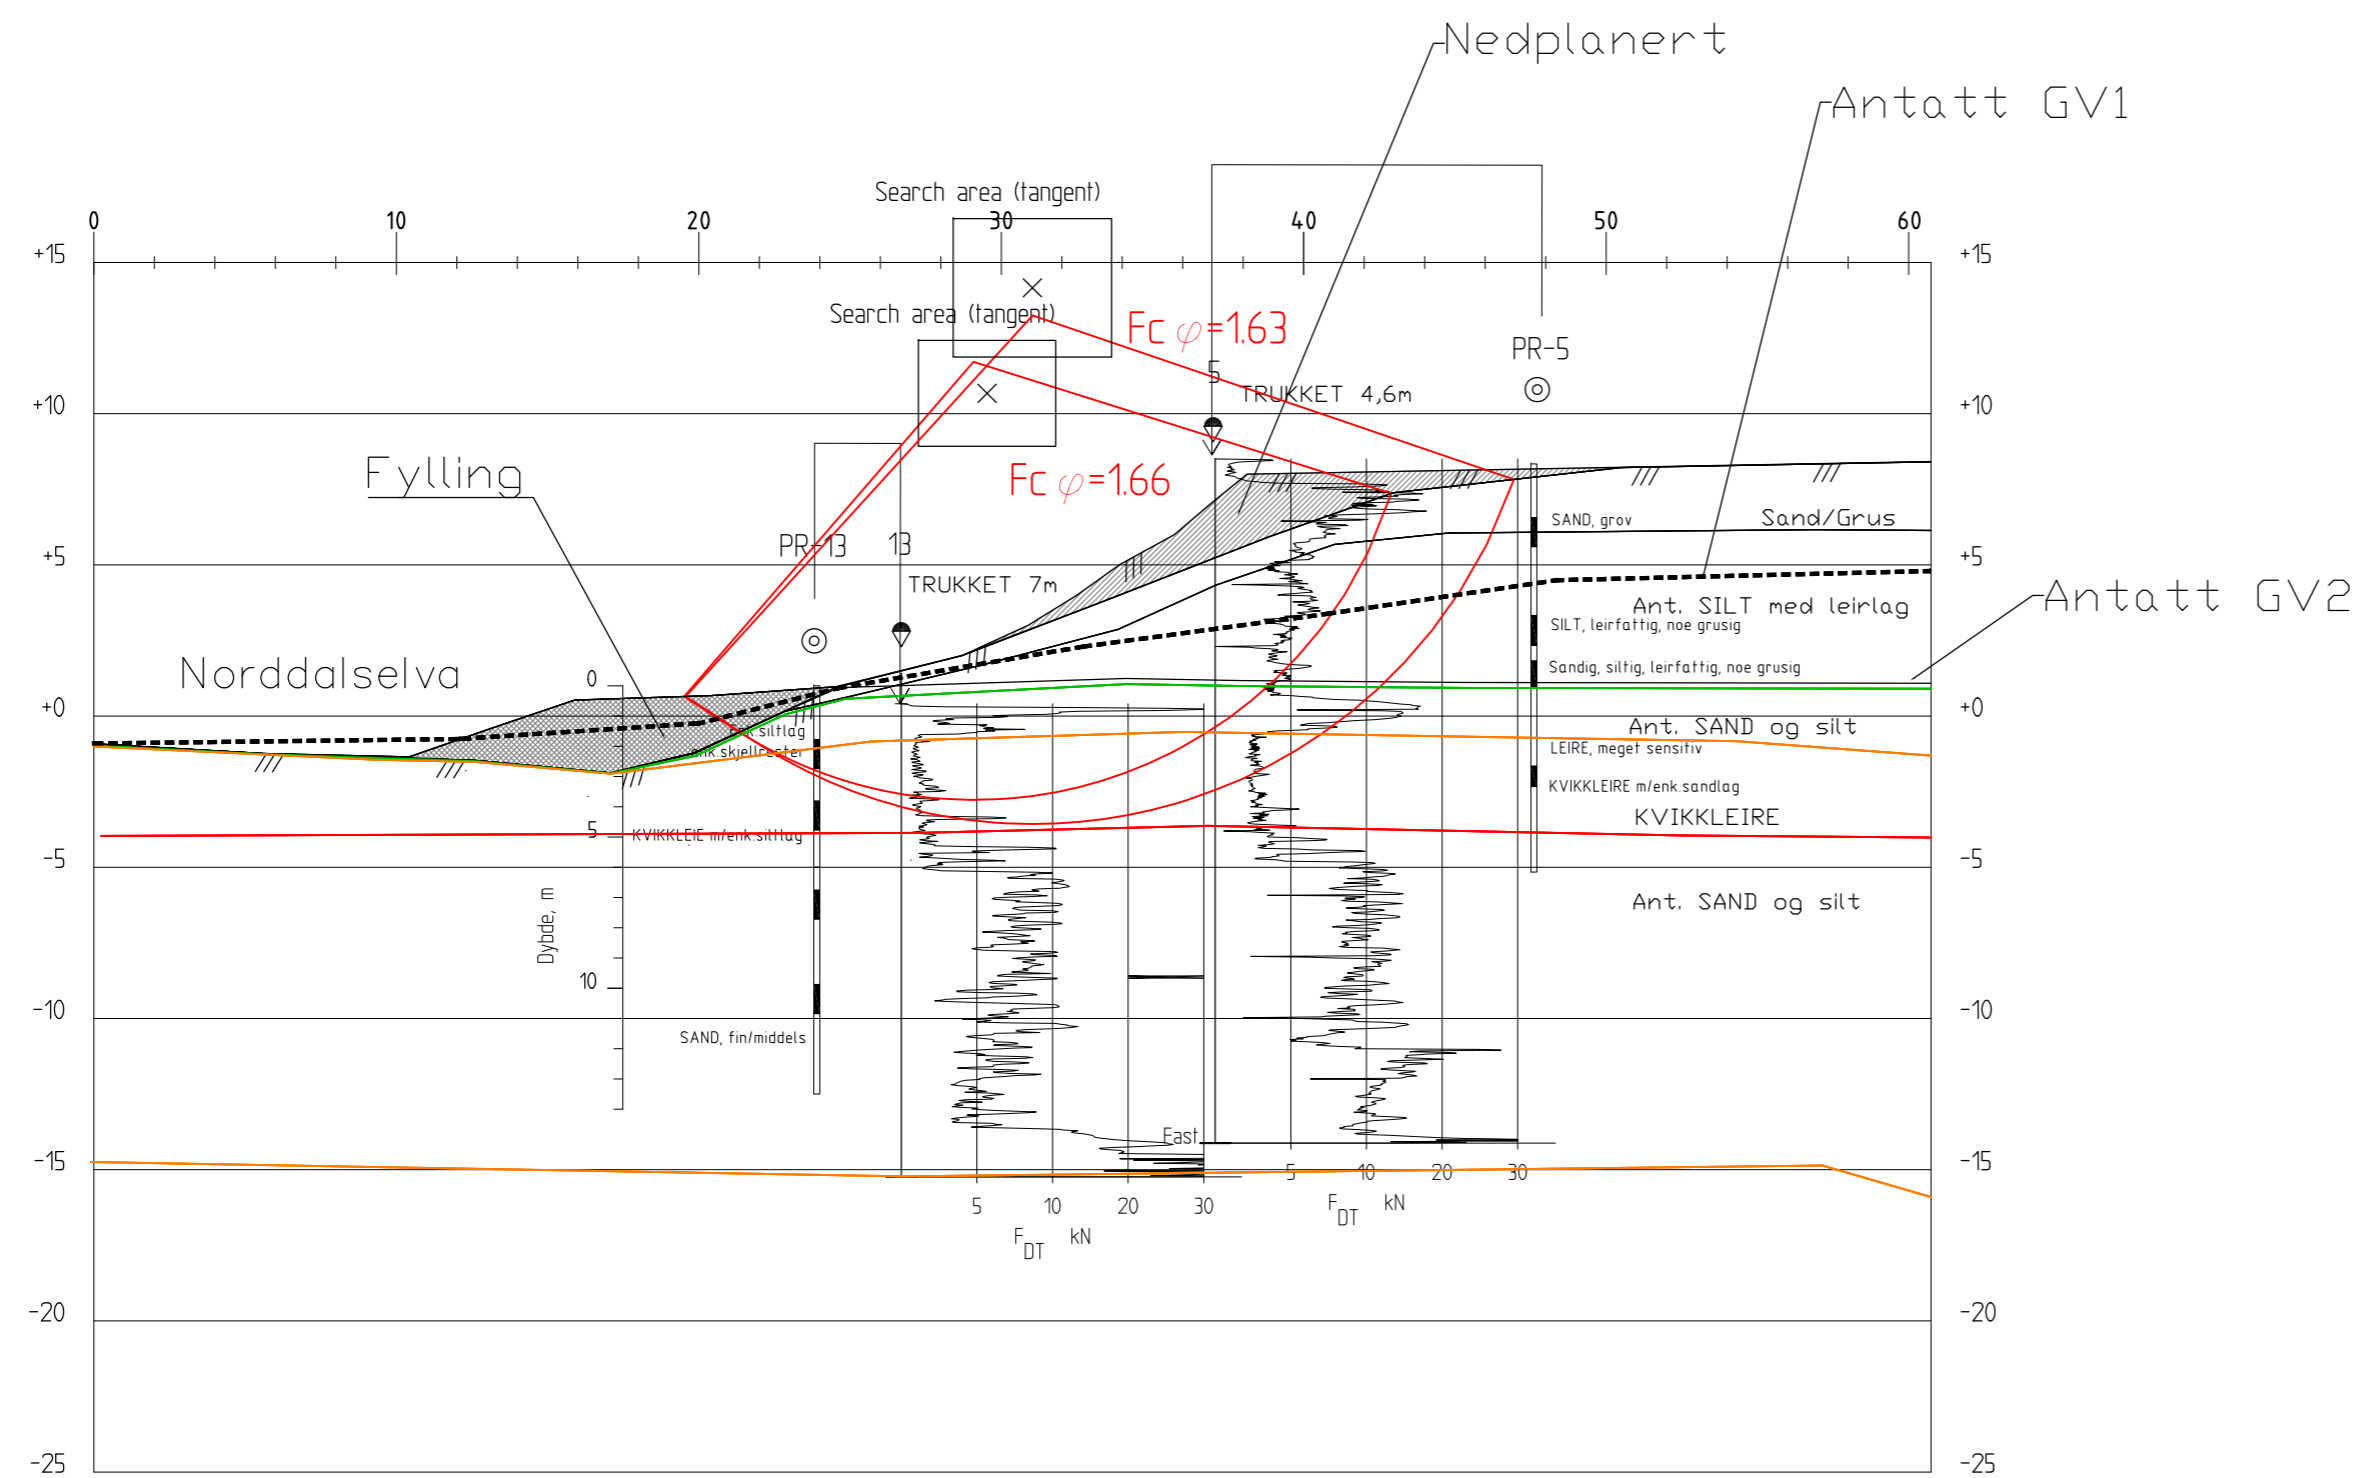 Nedplanert
Antatt GV1
Search area (tangent)
0 10 20 30 40 50 60
+15 +15
Search area (tangent)
Fc φ=1.63
PR-5
5
TRUKKET 4,6m
+10 +10
Fylling
Fc φ=1.66
SAND, grov
Sand/Grus
PR-13 13
+5 +5
TRUKKET 7m
Antatt GV2
Ant. SILT med leirlag
SILT, leirfattig, noe grusig
Norddalselva
Sandig, siltig, leirfattig, noe grusig
0
+0 +0
Ant. SAND og silt
siltlag
LEIRE, meget sensitiv
enk.skjellrester
KVIKKLEIRE m/enk.sandlag
KVIKKLEIRE
5
KVIKKLEIE m/enk.siltlag
-5 -5
Ant. SAND og silt
Dybde, m
10
-10 -10
SAND, fin/middels
East
-15 -15
5 10 20 30
F DT kN
5 10 20 30
F DT kN
-20 -20
-25 -25